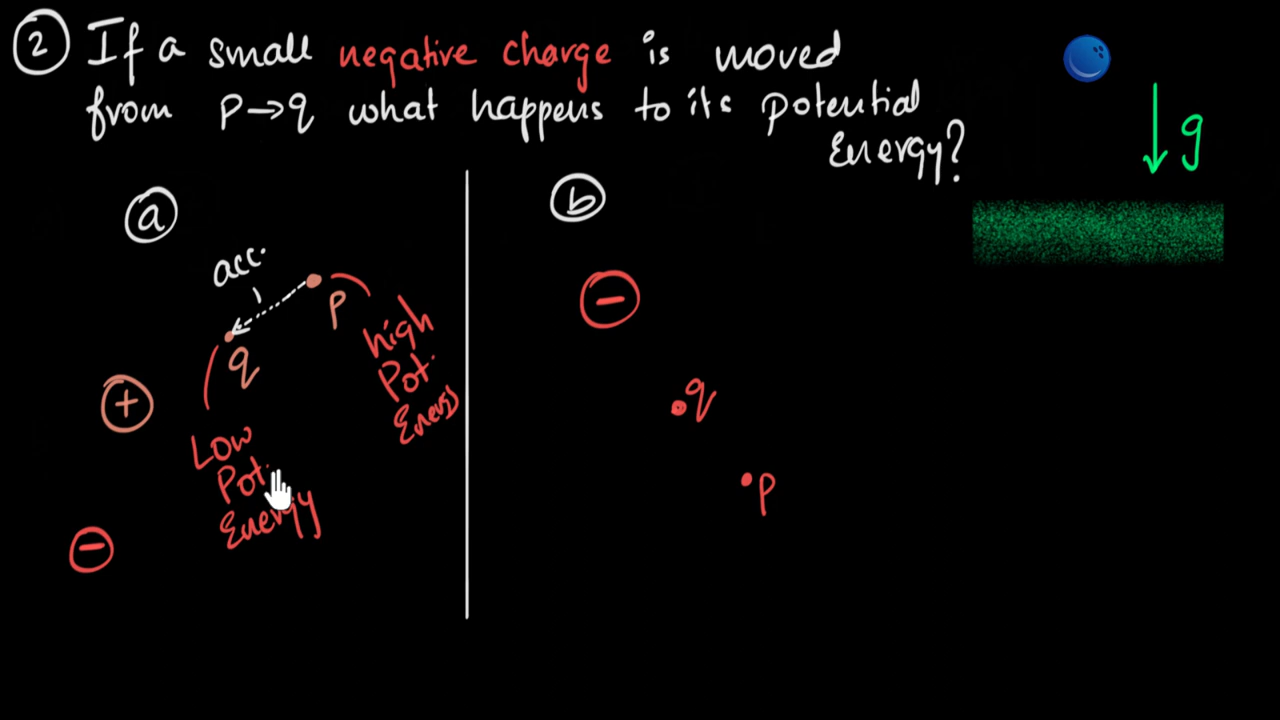 ② If a small negative charge is moved
from P→q what happens to its potential
Energy?
g
ⓐ
acc.
P
q
high
Pot.
Energy
+
Low
Pot.
Energy
−
ⓑ
−
q
P